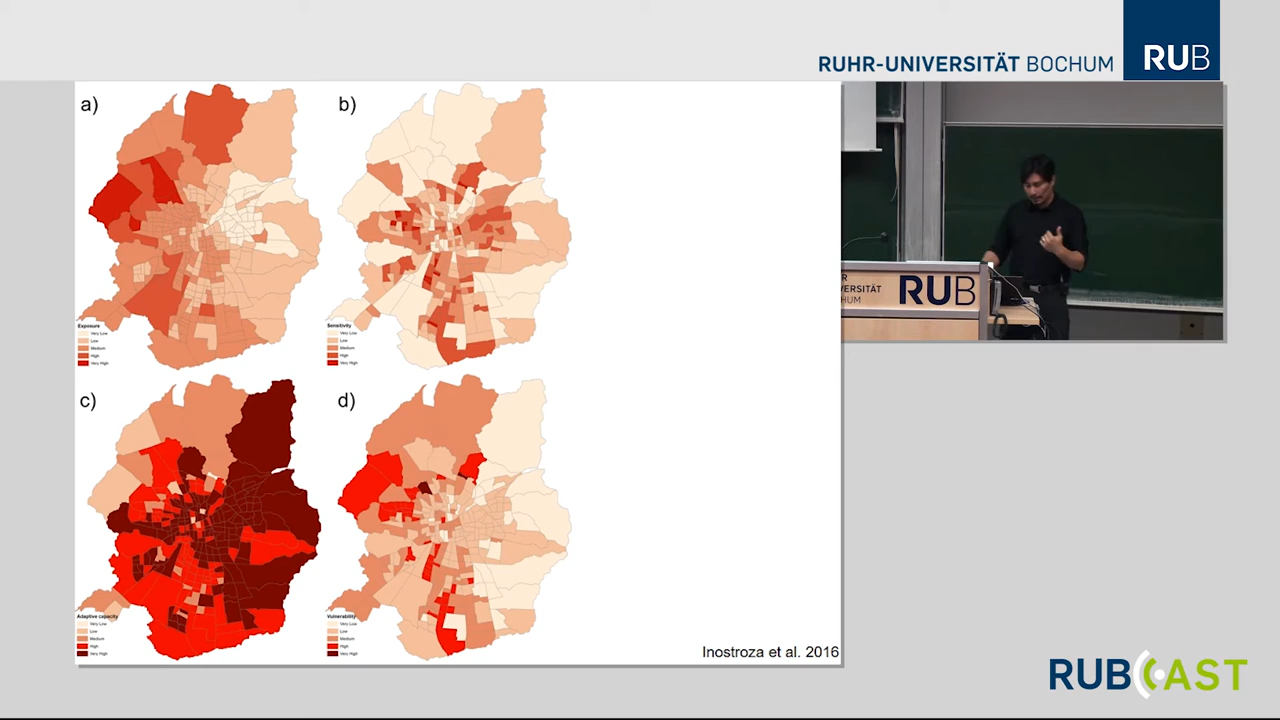 RUHR-UNIVERSITÄT BOCHUM
RUB
a)
b)
Exposure
Very Low
Low
Medium
High
Very High
Sensitivity
Very Low
Low
Medium
High
Very High
c)
d)
Adaptive capacity
Very Low
Low
Medium
High
Very High
Vulnerability
Very Low
Low
Medium
High
Very High
Inostroza et al. 2016
R
VERSITÄT
HUM
RUB
RUBCAST